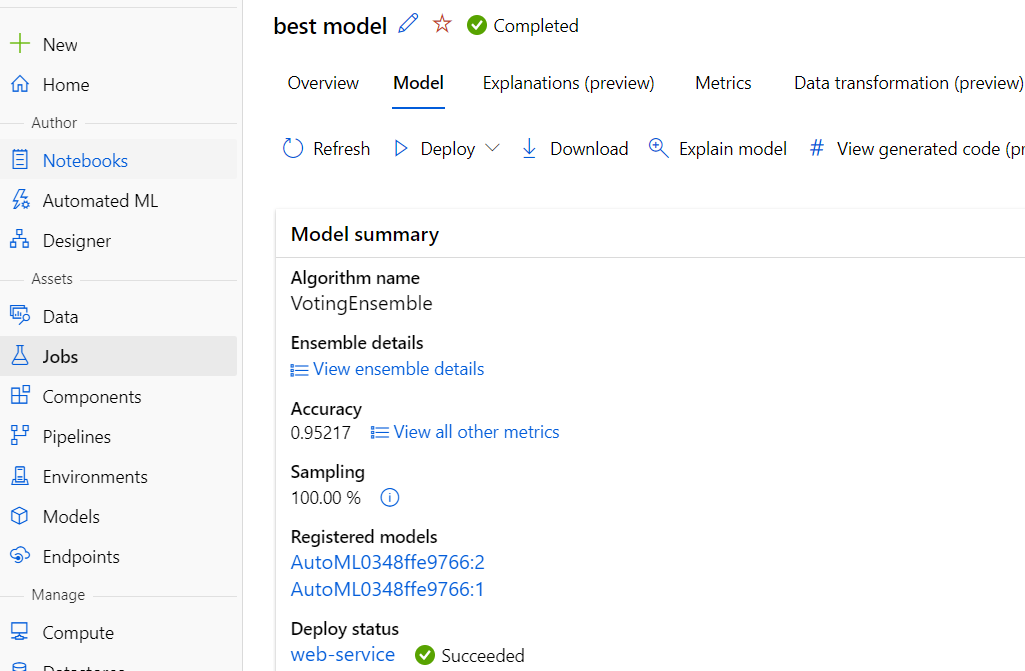 best model Completed
New
Home
Author
Notebooks
Automated ML
Designer
Assets
Data
Jobs
Components
Pipelines
Environments
Models
Endpoints
Manage
Compute
Overview Model Explanations (preview) Metrics Data transformation (preview)
Refresh Deploy Download Explain model # View generated code (pr
Model summary
Algorithm name
VotingEnsemble
Ensemble details
View ensemble details
Accuracy
0.95217 View all other metrics
Sampling
100.00 %
Registered models
AutoML0348ffe9766:2
AutoML0348ffe9766:1
Deploy status
web-service Succeeded